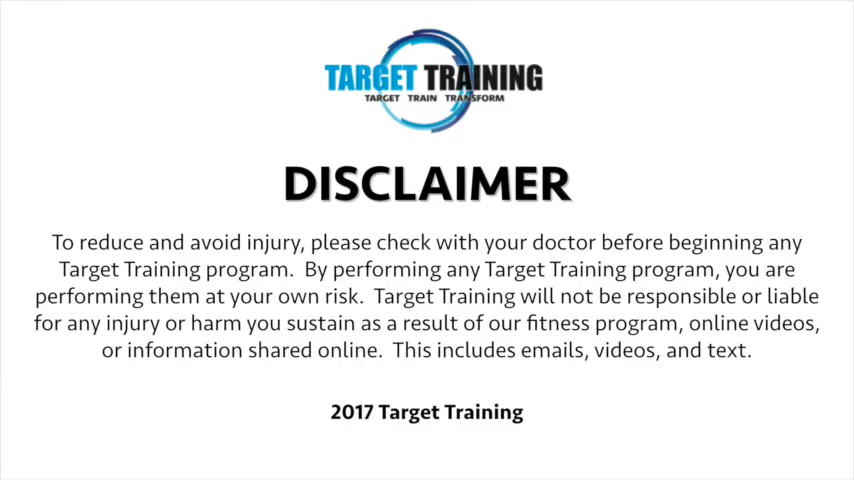 TARGET TRAINING
TARGET TRAIN TRANSFORM
DISCLAIMER
To reduce and avoid injury, please check with your doctor before beginning any
Target Training program. By performing any Target Training program, you are
performing them at your own risk. Target Training will not be responsible or liable
for any injury or harm you sustain as a result of our fitness program, online videos,
or information shared online. This includes emails, videos, and text.
2017 Target Training